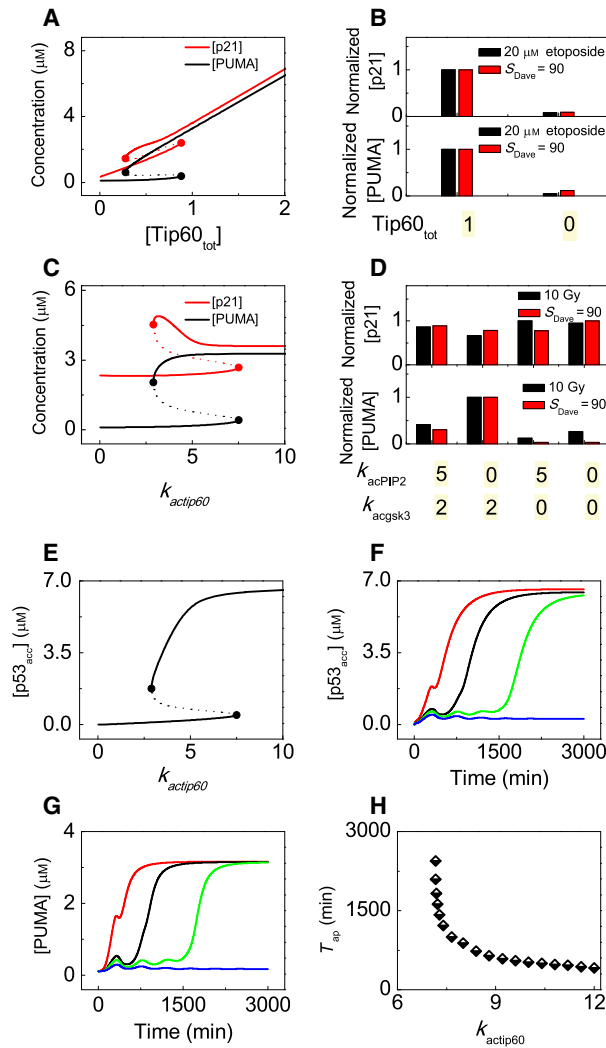 A
B
[p21]
[PUMA]
Concentration (μM)
8
4
0
0
1
2
[Tip60tot]
20 μM etoposide
SDave = 90
Normalized [p21]
1
0
20 μM etoposide
SDave = 90
Normalized [PUMA]
1
0
Tip60tot
1
0
C
D
[p21]
[PUMA]
Concentration (μM)
6
3
0
0
5
10
kactip60
10 Gy
SDave = 90
Normalized [p21]
1
0
10 Gy
SDave = 90
Normalized [PUMA]
1
0
kacPIP2
5
0
5
0
kacgsk3
2
2
0
0
E
F
[p53acc] (μM)
7.0
3.5
0.0
0
5
10
kactip60
[p53acc] (μM)
7.0
3.5
0.0
0
1500
3000
Time (min)
G
H
[PUMA] (μM)
4
2
0
0
1500
3000
Time (min)
Tap (min)
3000
1500
0
6
9
12
kactip60